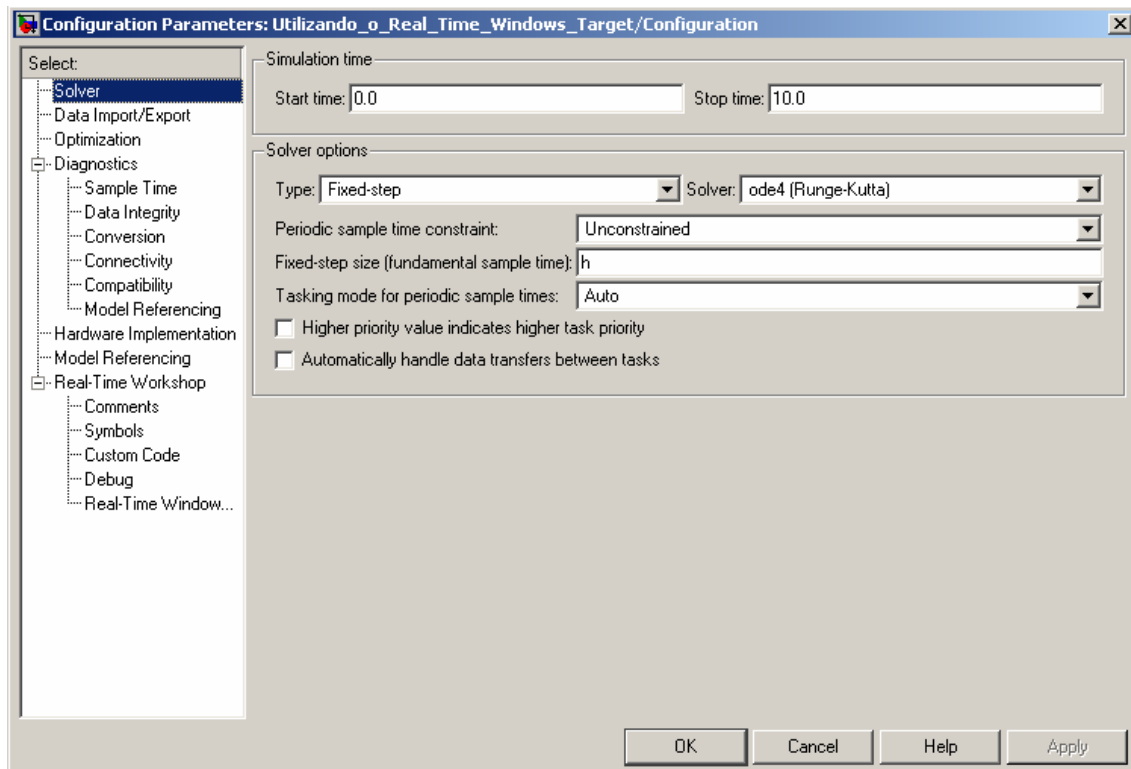 Configuration Parameters: Utilizando_o_Real_Time_Windows_Target/Configuration
Select:
Solver
Data Import/Export
Optimization
Diagnostics
Sample Time
Data Integrity
Conversion
Connectivity
Compatibility
Model Referencing
Hardware Implementation
Model Referencing
Real-Time Workshop
Comments
Symbols
Custom Code
Debug
Real-Time Window...
Simulation time
Start time: 0.0 Stop time: 10.0
Solver options
Type: Fixed-step Solver: ode4 (Runge-Kutta)
Periodic sample time constraint: Unconstrained
Fixed-step size (fundamental sample time): h
Tasking mode for periodic sample times: Auto
Higher priority value indicates higher task priority
Automatically handle data transfers between tasks
OK Cancel Help Apply